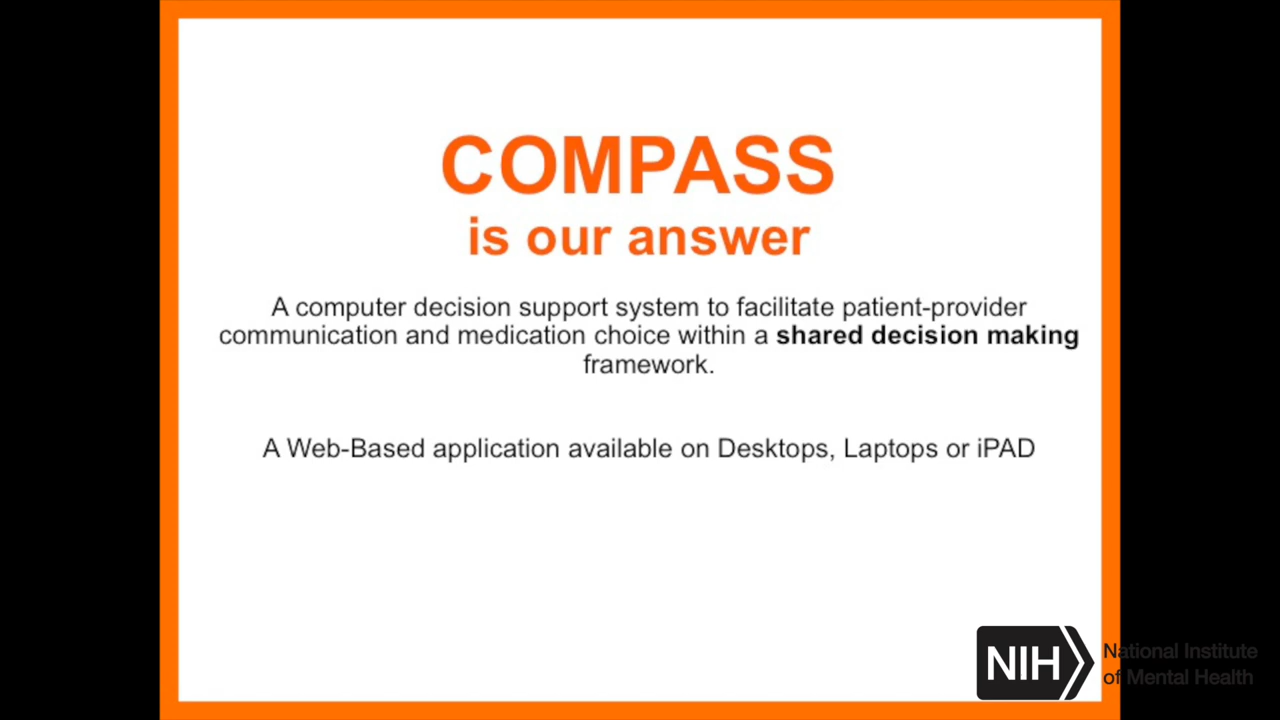 COMPASS
is our answer
A computer decision support system to facilitate patient-provider
communication and medication choice within a shared decision making
framework.
A Web-Based application available on Desktops, Laptops or iPAD
NIH
National Institute
of Mental Health